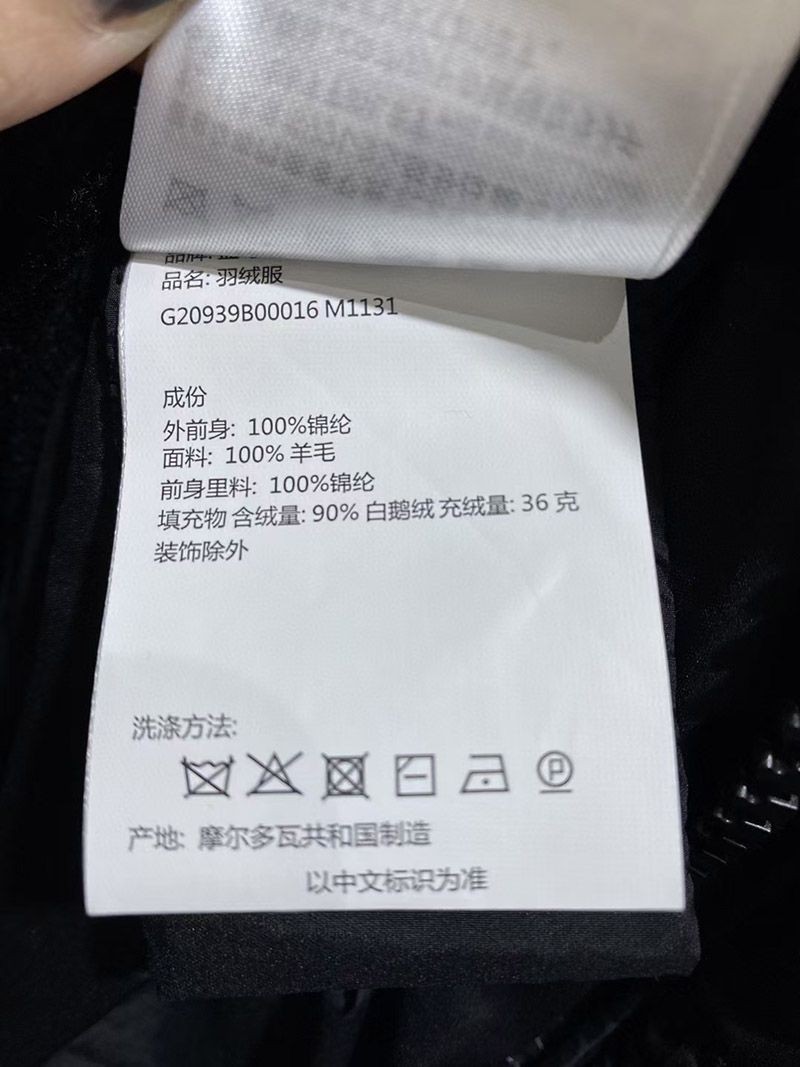 品名: 羽绒服
G20939B00016 M1131
成份
外前身: 100%锦纶
面料: 100% 羊毛
前身里料: 100%锦纶
填充物 含绒量: 90% 白鹅绒 充绒量: 36 克
装饰除外
洗涤方法:
P
产地: 摩尔多瓦共和国制造
以中文标识为准